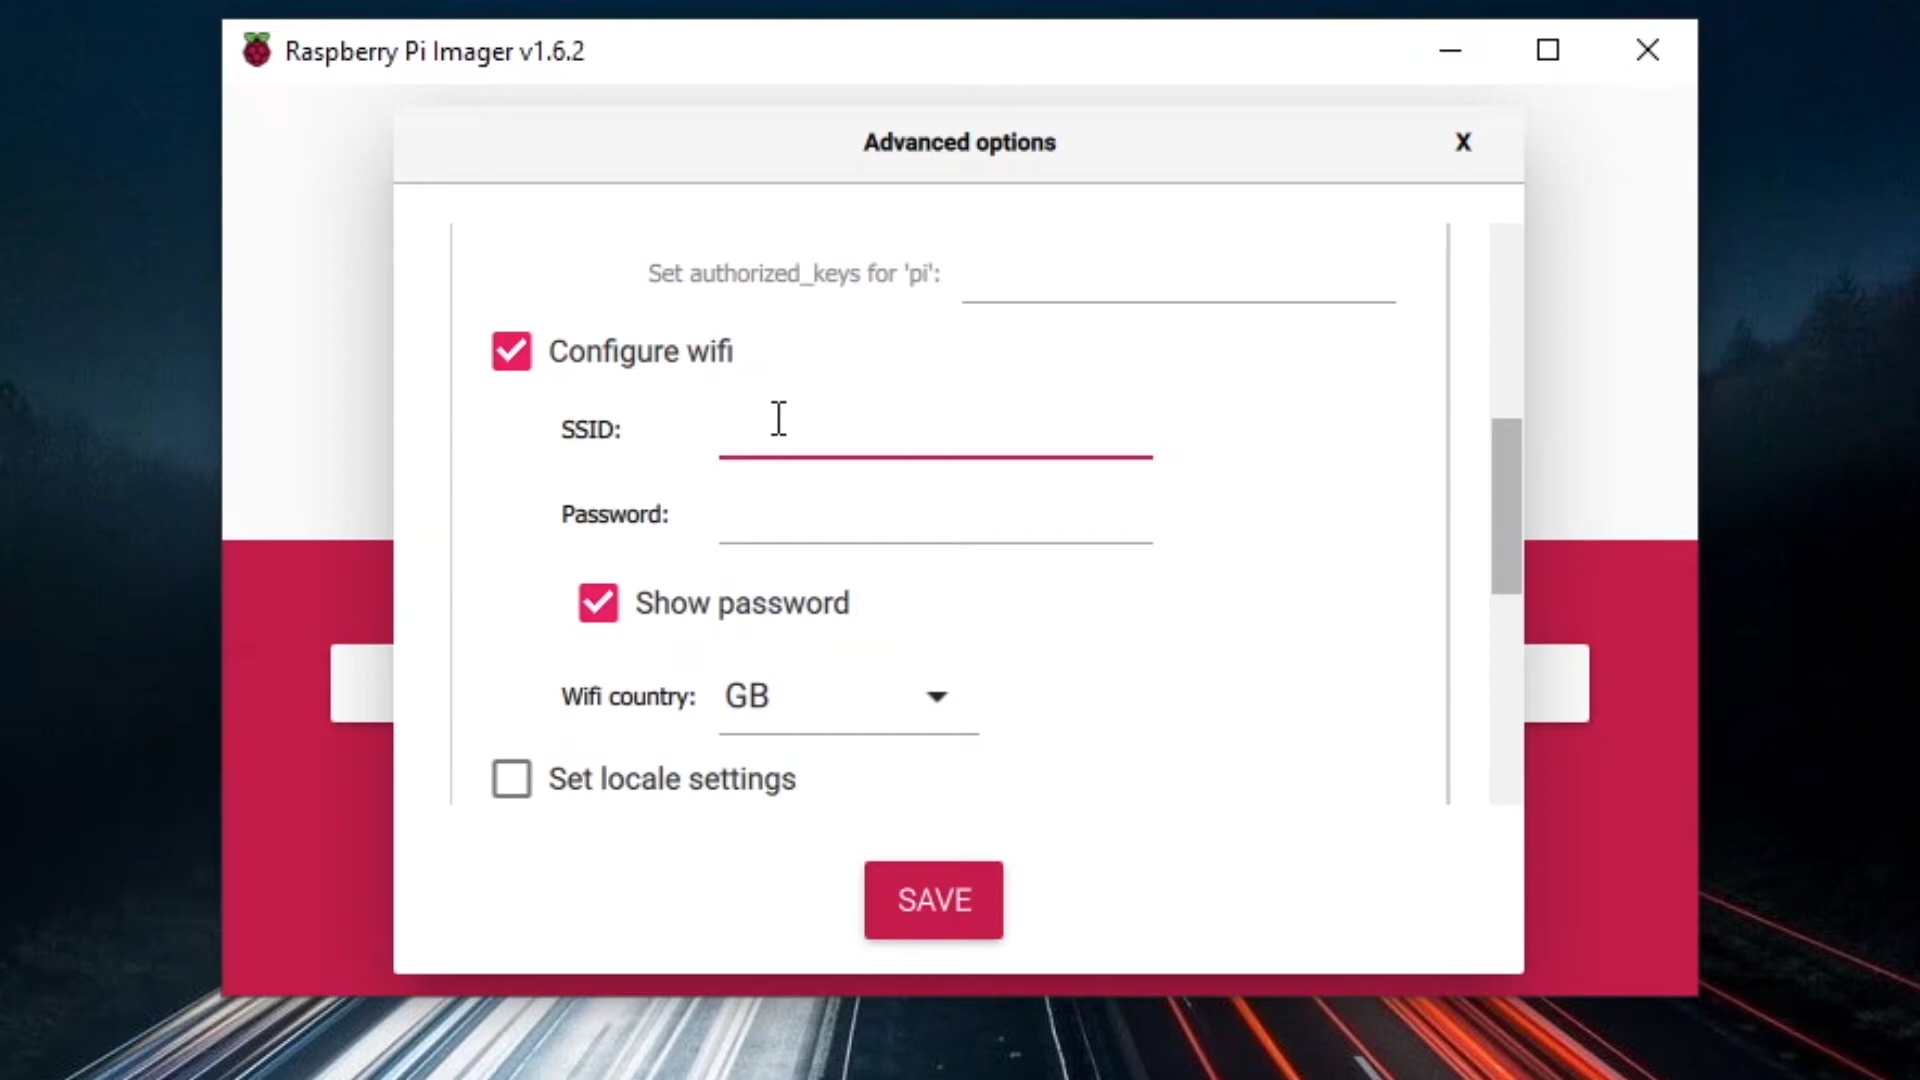 Raspberry Pi Imager v1.6.2
Advanced options
X
Set authorized_keys for 'pi':
Configure wifi
SSID:
Password:
Show password
Wifi country: GB
Set locale settings
SAVE